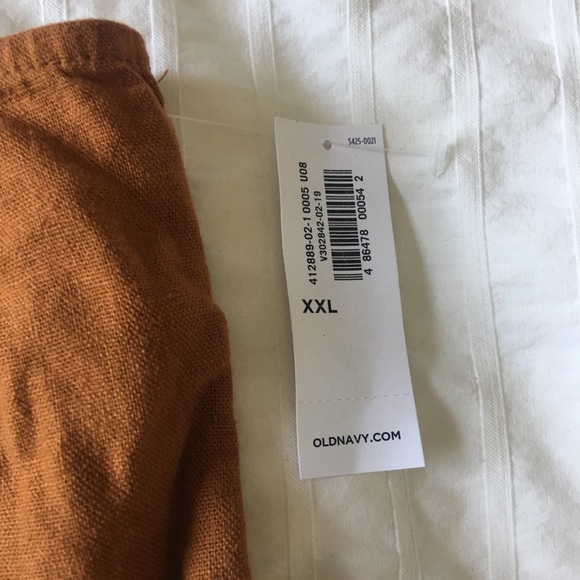 S425-0021
412889-02-1 0005 U08
V302842-02-19
4 86478 00054 2
XXL
OLDNAVY.COM